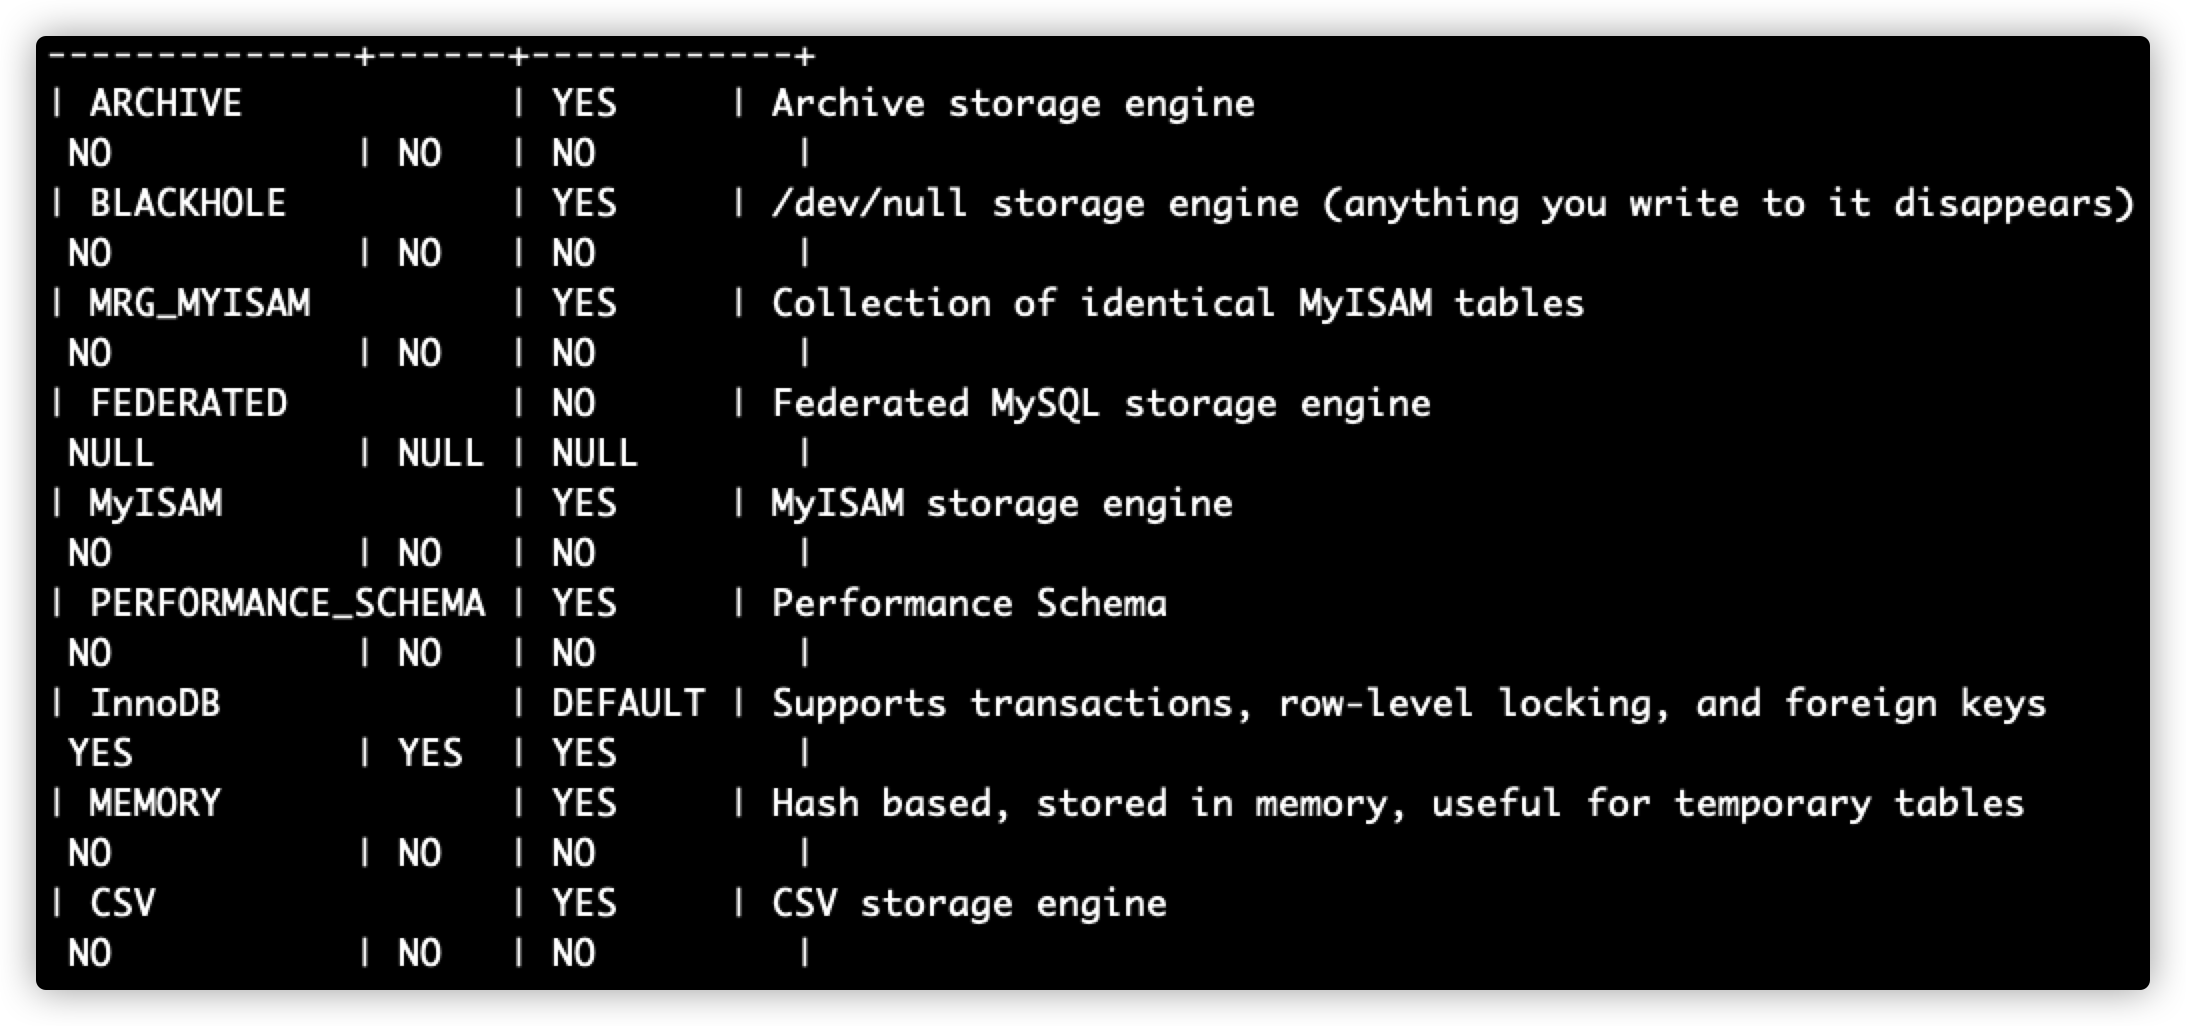 --------------+------+------------+
| ARCHIVE            | YES     | Archive storage engine
 NO           | NO   | NO         |
| BLACKHOLE          | YES     | /dev/null storage engine (anything you write to it disappears)
 NO           | NO   | NO         |
| MRG_MYISAM         | YES     | Collection of identical MyISAM tables
 NO           | NO   | NO         |
| FEDERATED          | NO      | Federated MySQL storage engine
 NULL         | NULL | NULL       |
| MyISAM             | YES     | MyISAM storage engine
 NO           | NO   | NO         |
| PERFORMANCE_SCHEMA | YES     | Performance Schema
 NO           | NO   | NO         |
| InnoDB             | DEFAULT | Supports transactions, row-level locking, and foreign keys
 YES          | YES  | YES        |
| MEMORY             | YES     | Hash based, stored in memory, useful for temporary tables
 NO           | NO   | NO         |
| CSV                | YES     | CSV storage engine
 NO           | NO   | NO         |